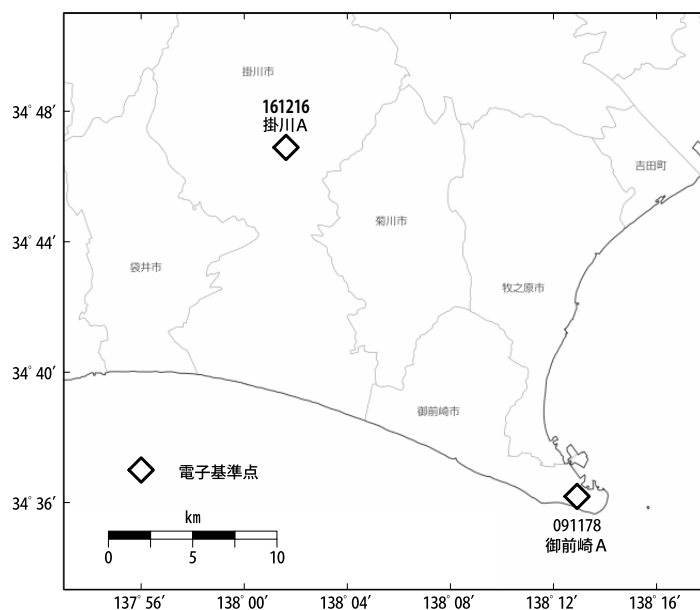 掛川市
161216
掛川A
34° 48′
吉田町
菊川市
34° 44′
袋井市
牧之原市
34° 40′
御前崎市
電子基準点
34° 36′
km
091178
0 5 10
御前崎A
137° 56′ 138° 00′ 138° 04′ 138° 08′ 138° 12′ 138° 16′